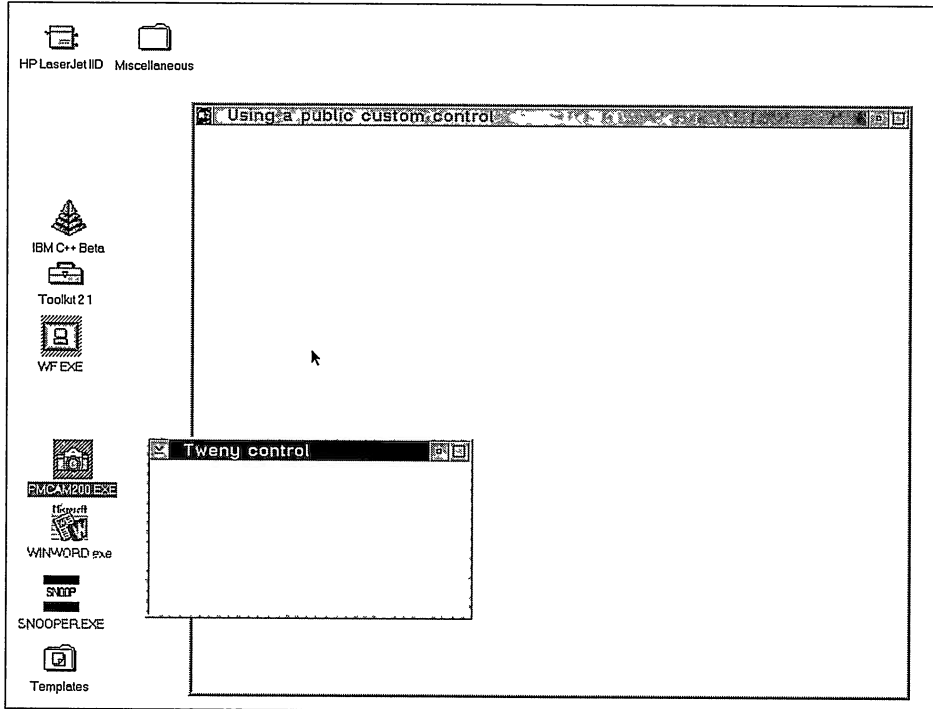 HP LaserJet IID
Miscellaneous
Using a public custom control
IBM C++ Beta
Toolkit 2 1
WF EXE
Tweny control
PMCAM200.EXE
Microsoft
W
WINWORD exe
SNOOP
SNOOPER.EXE
Templates